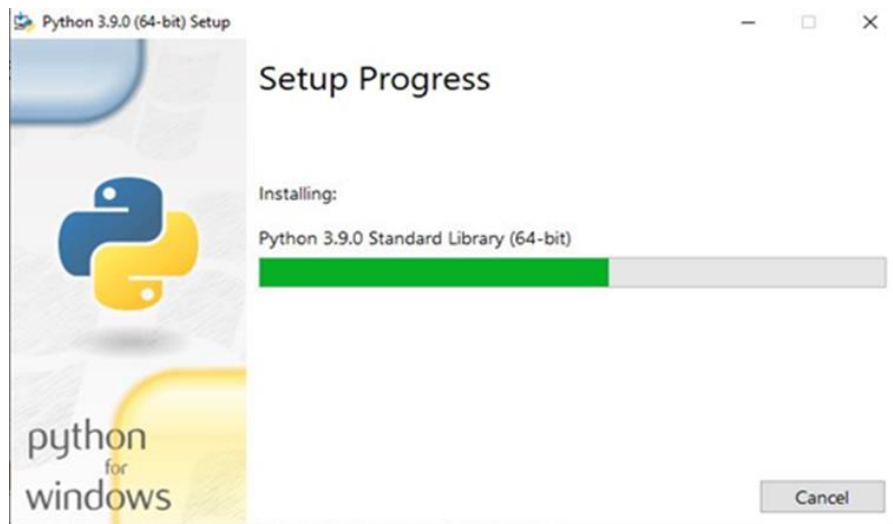 Python 3.9.0 (64-bit) Setup
Setup Progress
Installing:
Python 3.9.0 Standard Library (64-bit)
python
for
windows
Cancel